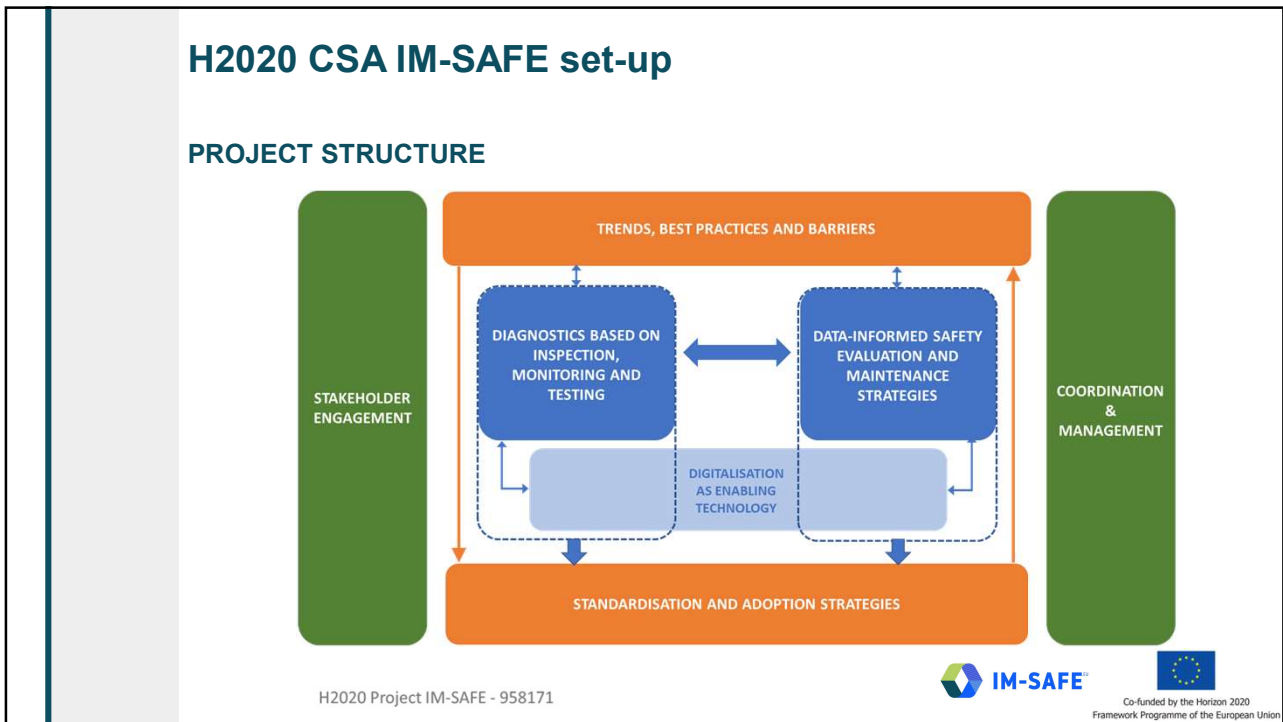 H2020 CSA IM-SAFE set-up
PROJECT STRUCTURE
STAKEHOLDER
ENGAGEMENT
TRENDS, BEST PRACTICES AND BARRIERS
DIAGNOSTICS BASED ON
INSPECTION,
MONITORING AND
TESTING
DATA-INFORMED SAFETY
EVALUATION AND
MAINTENANCE
STRATEGIES
DIGITALISATION
AS ENABLING
TECHNOLOGY
STANDARDISATION AND ADOPTION STRATEGIES
COORDINATION
&
MANAGEMENT
H2020 Project IM-SAFE - 958171
IM-SAFE
Co-funded by the Horizon 2020
Framework Programme of the European Union